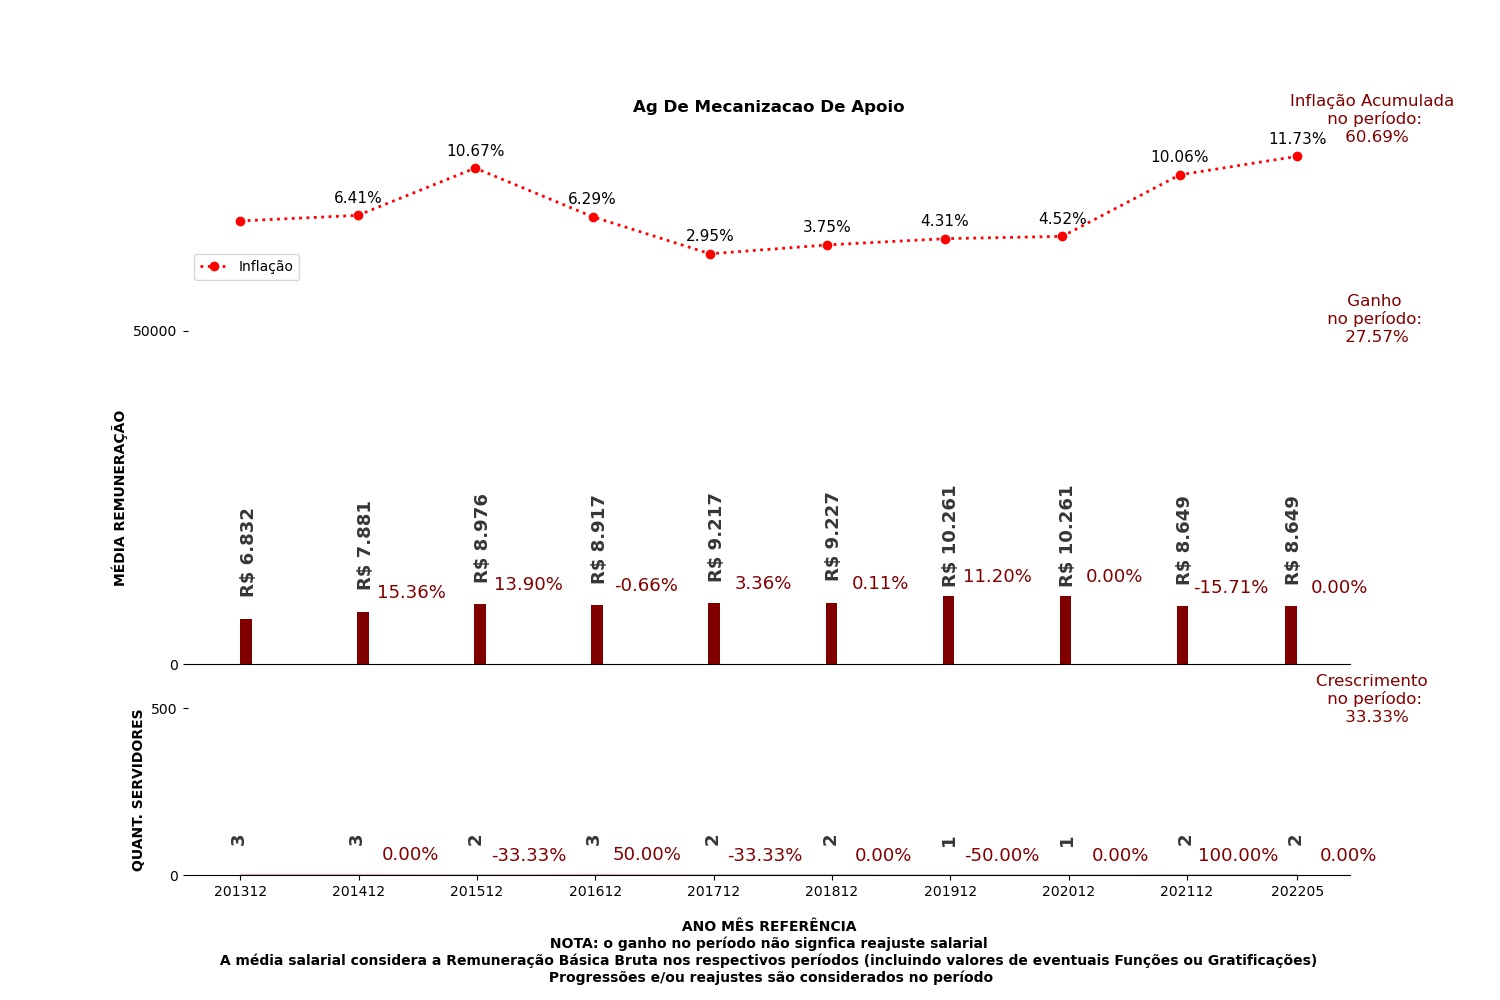 Ag De Mecanizacao De Apoio
Inflação Acumulada
no período:
60.69%
6.41%
10.67%
6.29%
2.95%
3.75%
4.31%
4.52%
10.06%
11.73%
Inflação
Ganho
no período:
27.57%
50000
0
MÉDIA REMUNERAÇÃO
R$ 6.832
R$ 7.881
R$ 8.976
R$ 8.917
R$ 9.217
R$ 9.227
R$ 10.261
R$ 10.261
R$ 8.649
R$ 8.649
15.36%
13.90%
-0.66%
3.36%
0.11%
11.20%
0.00%
-15.71%
0.00%
Crescrimento
no período:
33.33%
500
0
QUANT. SERVIDORES
3
3
2
3
2
2
1
1
2
2
0.00%
-33.33%
50.00%
-33.33%
0.00%
-50.00%
0.00%
100.00%
0.00%
201312
201412
201512
201612
201712
201812
201912
202012
202112
202205
ANO MÊS REFERÊNCIA
NOTA: o ganho no período não signfica reajuste salarial
A média salarial considera a Remuneração Básica Bruta nos respectivos períodos (incluindo valores de eventuais Funções ou Gratificações)
Progressões e/ou reajustes são considerados no período